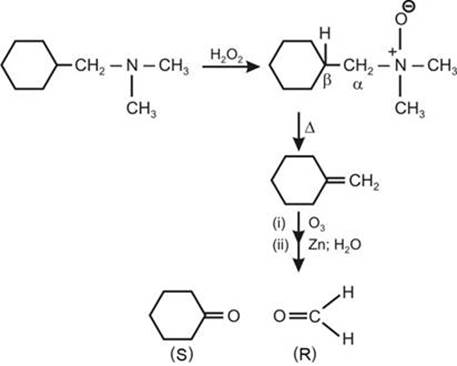 CH₂ – N – CH₃
CH₃
H₂O₂
H
β
CH₂
α
O⊖
N+
CH₃
CH₃
Δ
=CH₂
(i) O₃
(ii) Zn; H₂O
=O
(S)
O=C
H
H
(R)